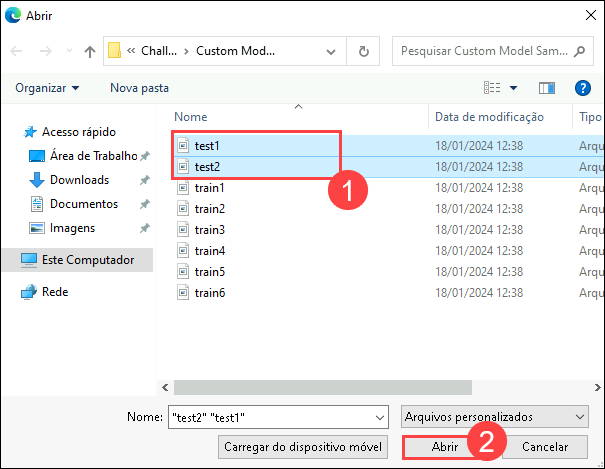 Abrir
« Chall... > Custom Mod...
Pesquisar Custom Model Sam...
Organizar
Nova pasta
?
Nome
Data de modificação
Tipo
Acesso rápido
Área de Trabalho
Downloads
Documentos
Imagens
Este Computador
Rede
test1 18/01/2024 12:38 Arqu
test2 18/01/2024 12:38 Arqu
train1 18/01/2024 12:38 Arqu
train2 18/01/2024 12:38 Arqu
train3 18/01/2024 12:38 Arqu
train4 18/01/2024 12:38 Arqu
train5 18/01/2024 12:38 Arqu
train6 18/01/2024 12:38 Arqu
1
Nome: "test2" "test1"
Arquivos personalizados
Carregar do dispositivo móvel
Abrir
2
Cancelar